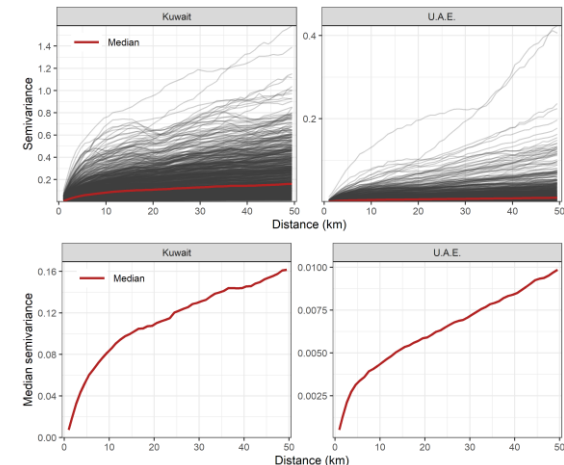 Kuwait
U.A.E.
Semivariance
1.4
1.2
1.0
0.8
0.6
0.4
0.2
Median
0.4
0.2
0 10 20 30 40 50
0 10 20 30 40 50
Distance (km)
Kuwait
U.A.E.
Median semivariance
0.16
0.12
0.08
0.04
0.00
Median
0.0100
0.0075
0.0050
0.0025
0 10 20 30 40 50
0 10 20 30 40 50
Distance (km)